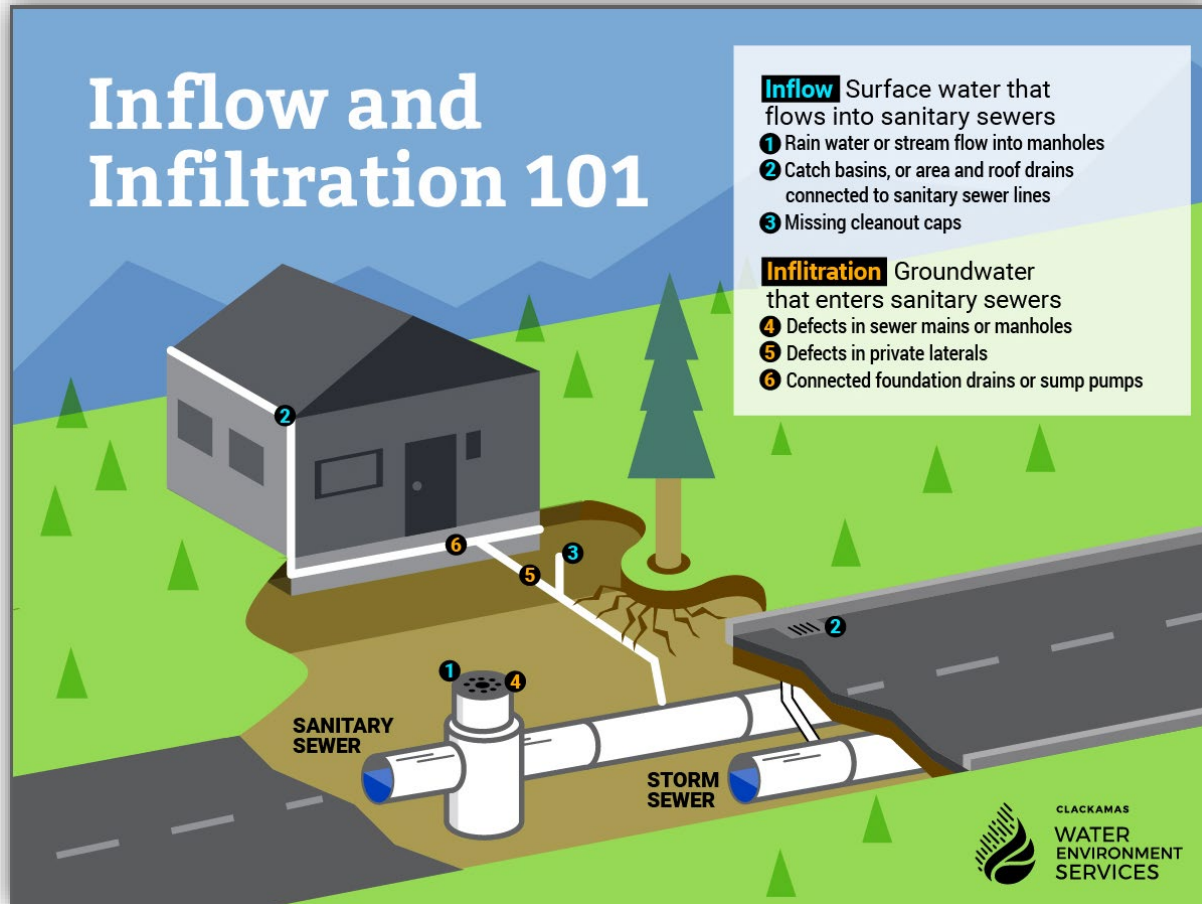 Inflow and
Infiltration 101
Inflow Surface water that
flows into sanitary sewers
1 Rain water or stream flow into manholes
2 Catch basins, or area and roof drains
connected to sanitary sewer lines
3 Missing cleanout caps
Inflitration Groundwater
that enters sanitary sewers
4 Defects in sewer mains or manholes
5 Defects in private laterals
6 Connected foundation drains or sump pumps
2
6
3
5
2
1
4
SANITARY
SEWER
STORM
SEWER
CLACKAMAS
WATER
ENVIRONMENT
SERVICES